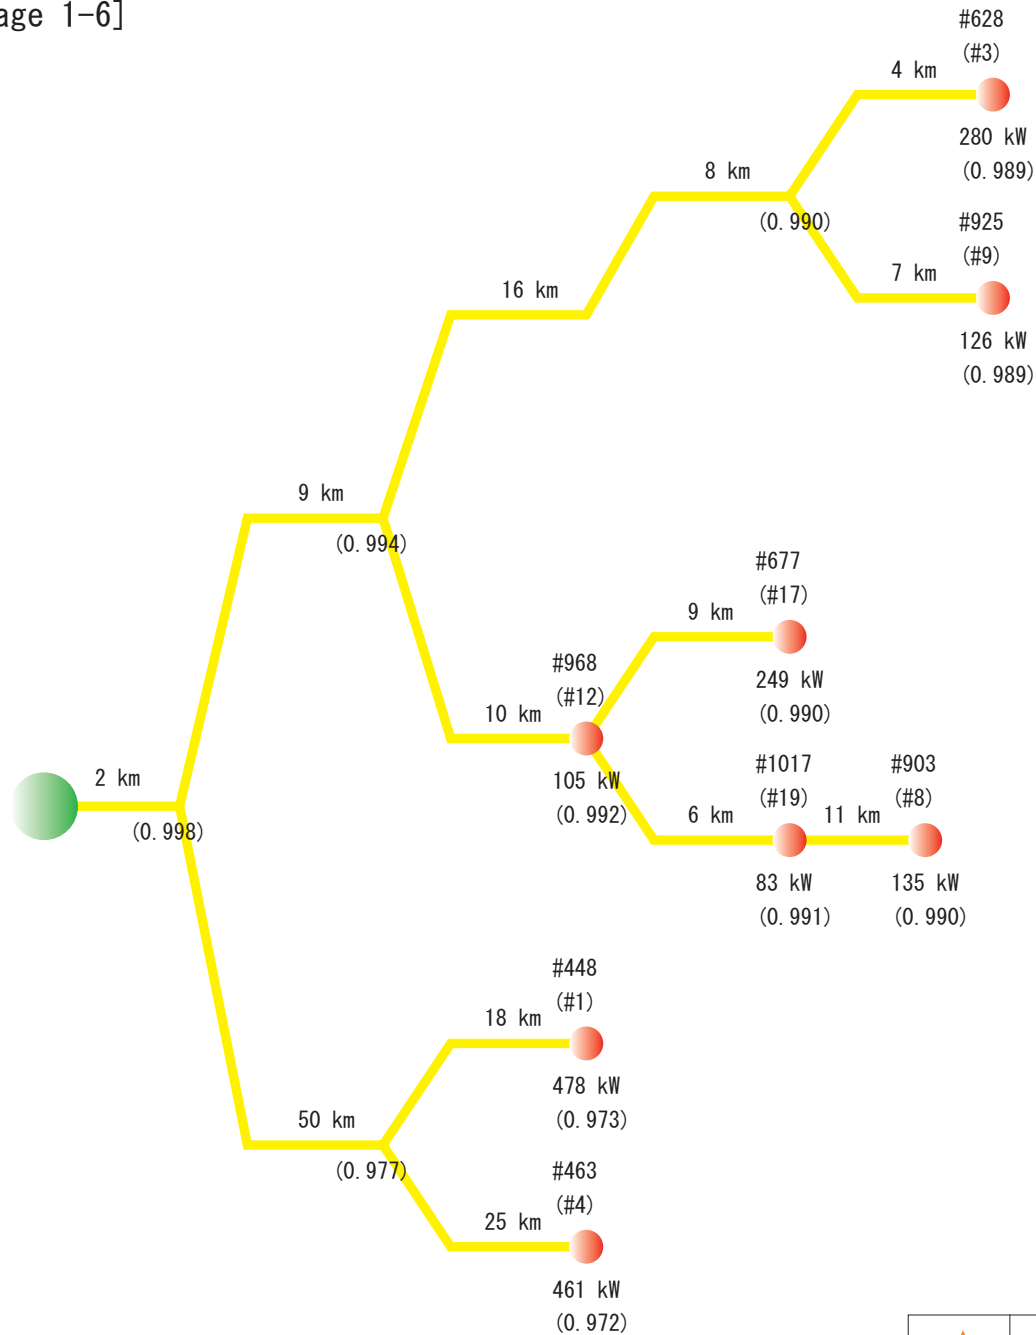 age 1-6]
#628
(#3)
4 km
280 kW
(0.989)
8 km
(0.990)
#925
(#9)
7 km
126 kW
(0.989)
16 km
9 km
(0.994)
#677
(#17)
9 km
249 kW
(0.990)
#968
(#12)
10 km
105 kW
(0.992)
#1017
(#19)
6 km
83 kW
(0.991)
#903
(#8)
11 km
135 kW
(0.990)
2 km
(0.998)
#448
(#1)
18 km
478 kW
(0.973)
50 km
(0.977)
#463
(#4)
25 km
461 kW
(0.972)